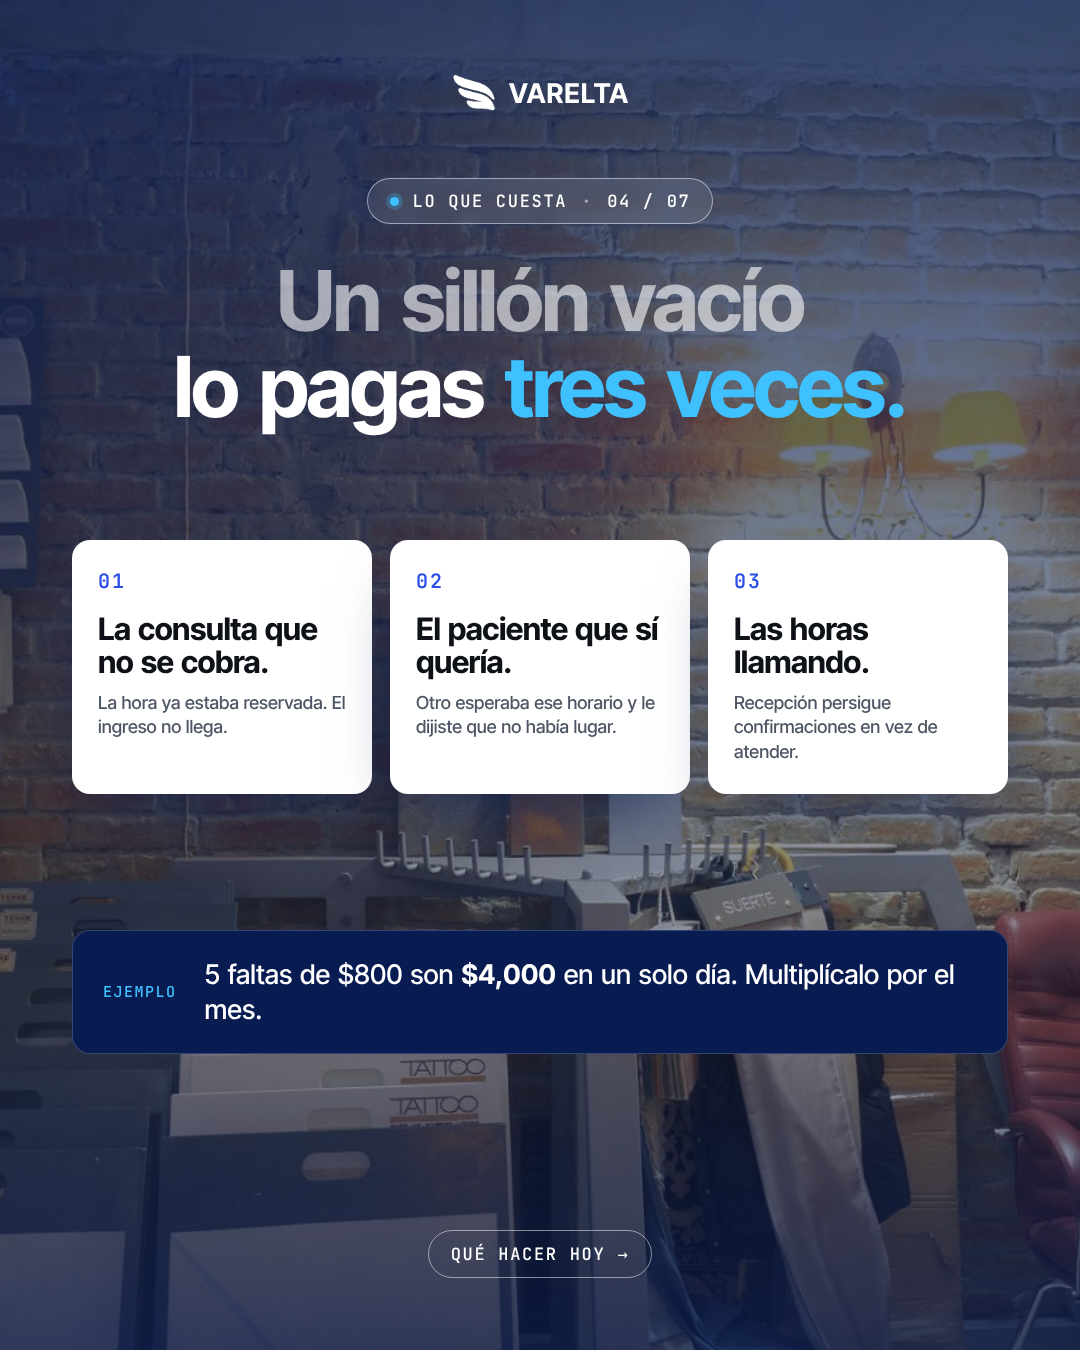 VARELTA
LO QUE CUESTA · 04 / 07
Un sillón vacío
lo pagas tres veces.
01
La consulta que
no se cobra.
La hora ya estaba reservada. El
ingreso no llega.
02
El paciente que sí
quería.
Otro esperaba ese horario y le
dijiste que no había lugar.
03
Las horas
llamando.
Recepción persigue
confirmaciones en vez de
atender.
SUERTE
EJEMPLO
5 faltas de $800 son $4,000 en un solo día. Multiplícalo por el
mes.
TATTOO
TATTOO
QUÉ HACER HOY →